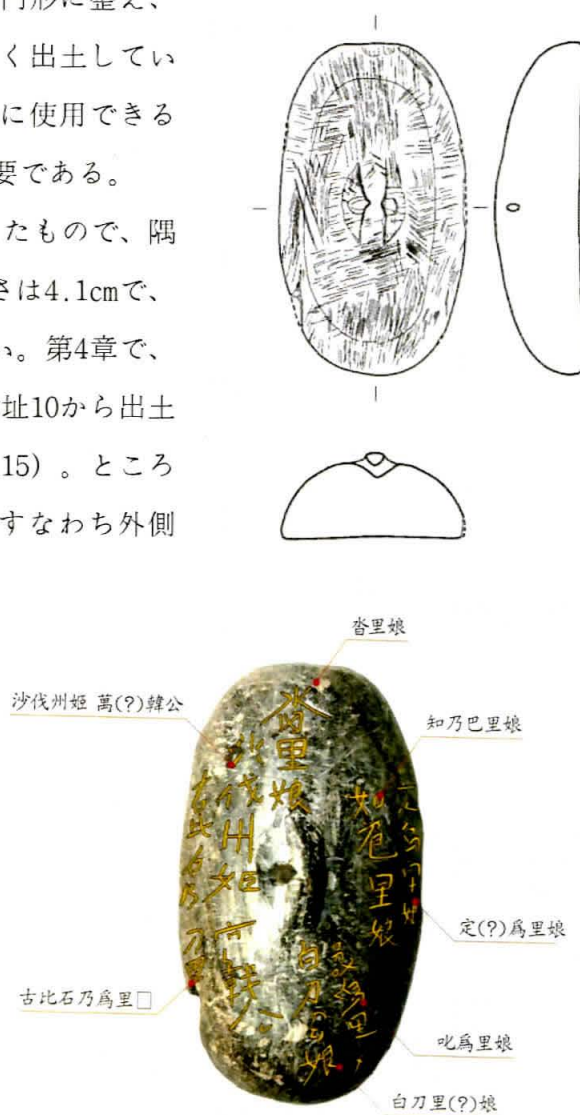 円形に整え、
く出土してい
に使用できる
要である。
たもので、隅
さは4.1cmで、
い。第4章で、
址10から出土
15）。ところ
すなわち外側
沓里娘
沙伐州姬 萬(?)韓公
知乃巴里娘
定(?)爲里娘
古比石乃爲里□
叱爲里娘
白刀里(?)娘